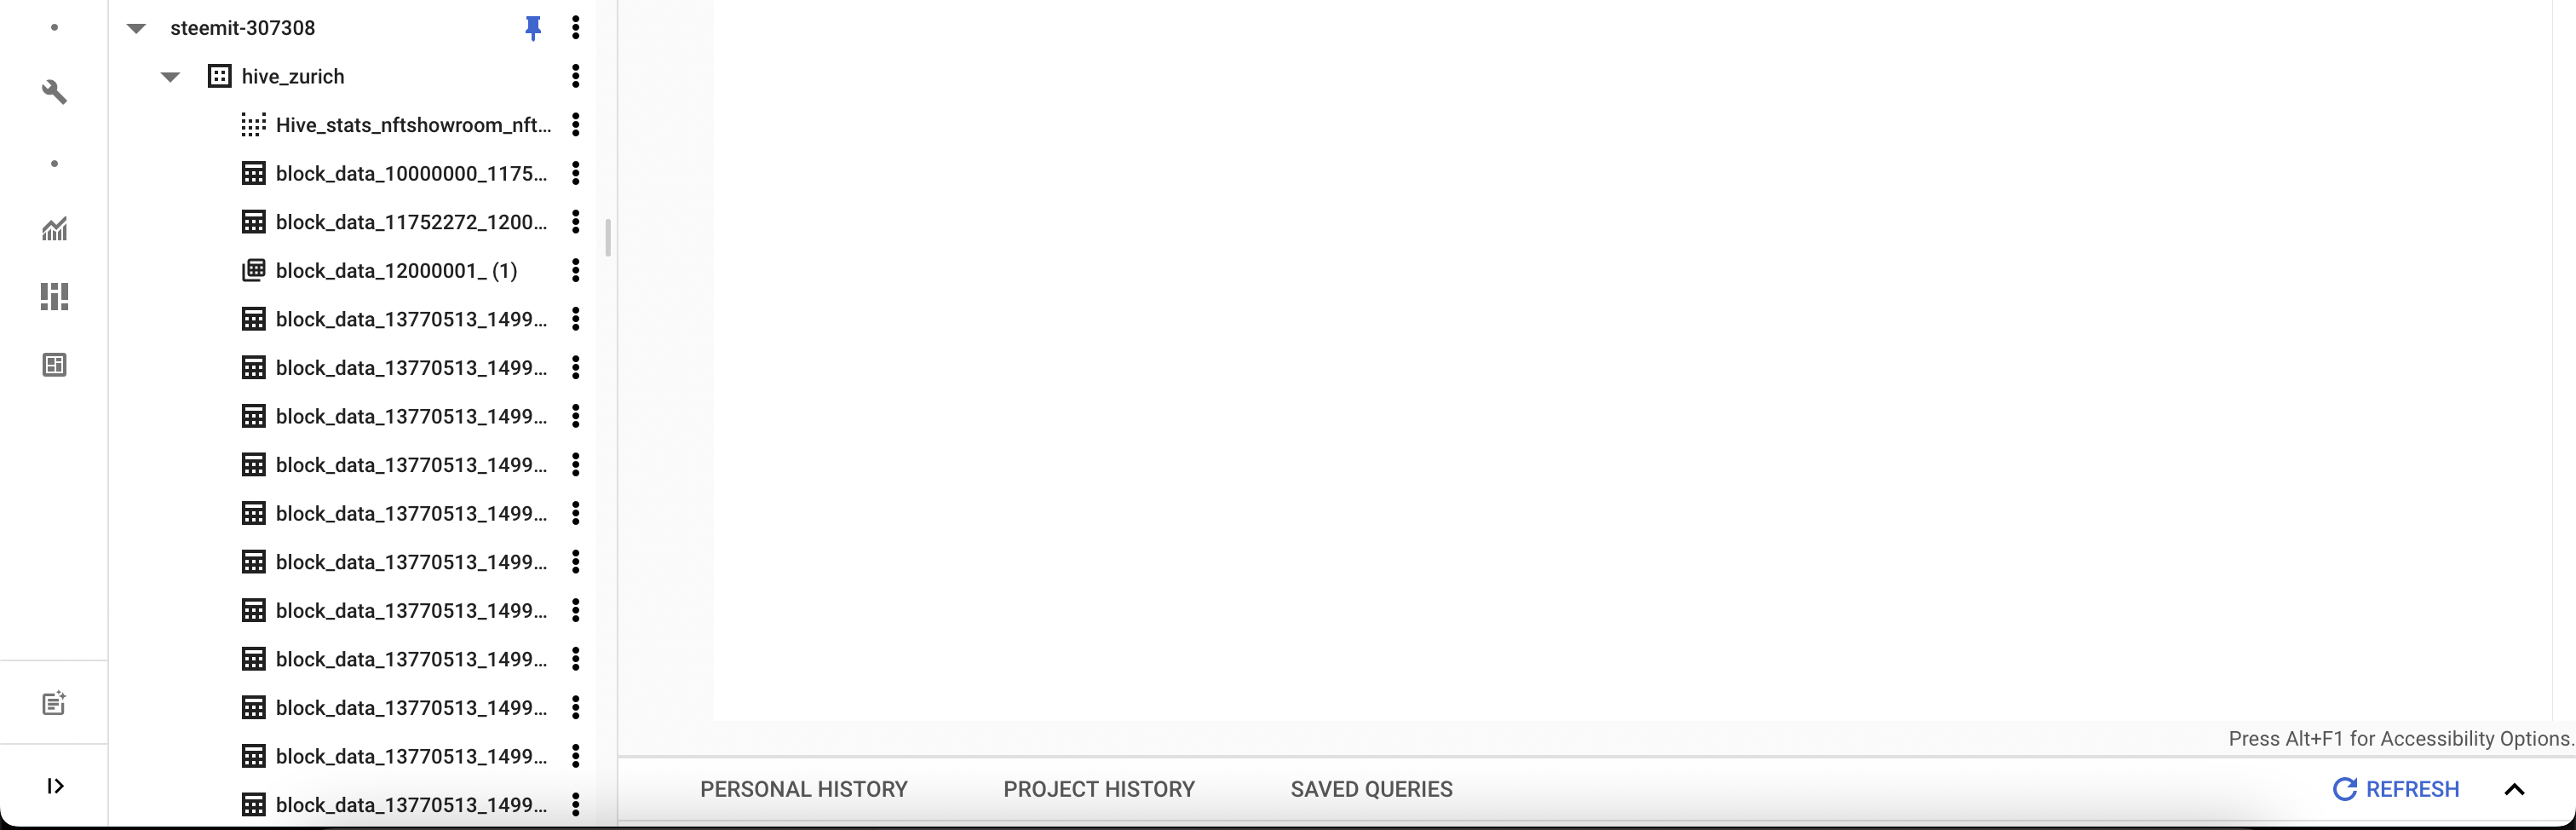 steemit-307308
hive_zurich
Hive_stats_nftshowroom_nft...
block_data_10000000_1175...
block_data_11752272_1200...
block_data_12000001_ (1)
block_data_13770513_1499...
block_data_13770513_1499...
block_data_13770513_1499...
block_data_13770513_1499...
block_data_13770513_1499...
block_data_13770513_1499...
block_data_13770513_1499...
block_data_13770513_1499...
block_data_13770513_1499...
block_data_13770513_1499...
block_data_13770513_1499...
Press Alt+F1 for Accessibility Options.
PERSONAL HISTORY PROJECT HISTORY SAVED QUERIES REFRESH